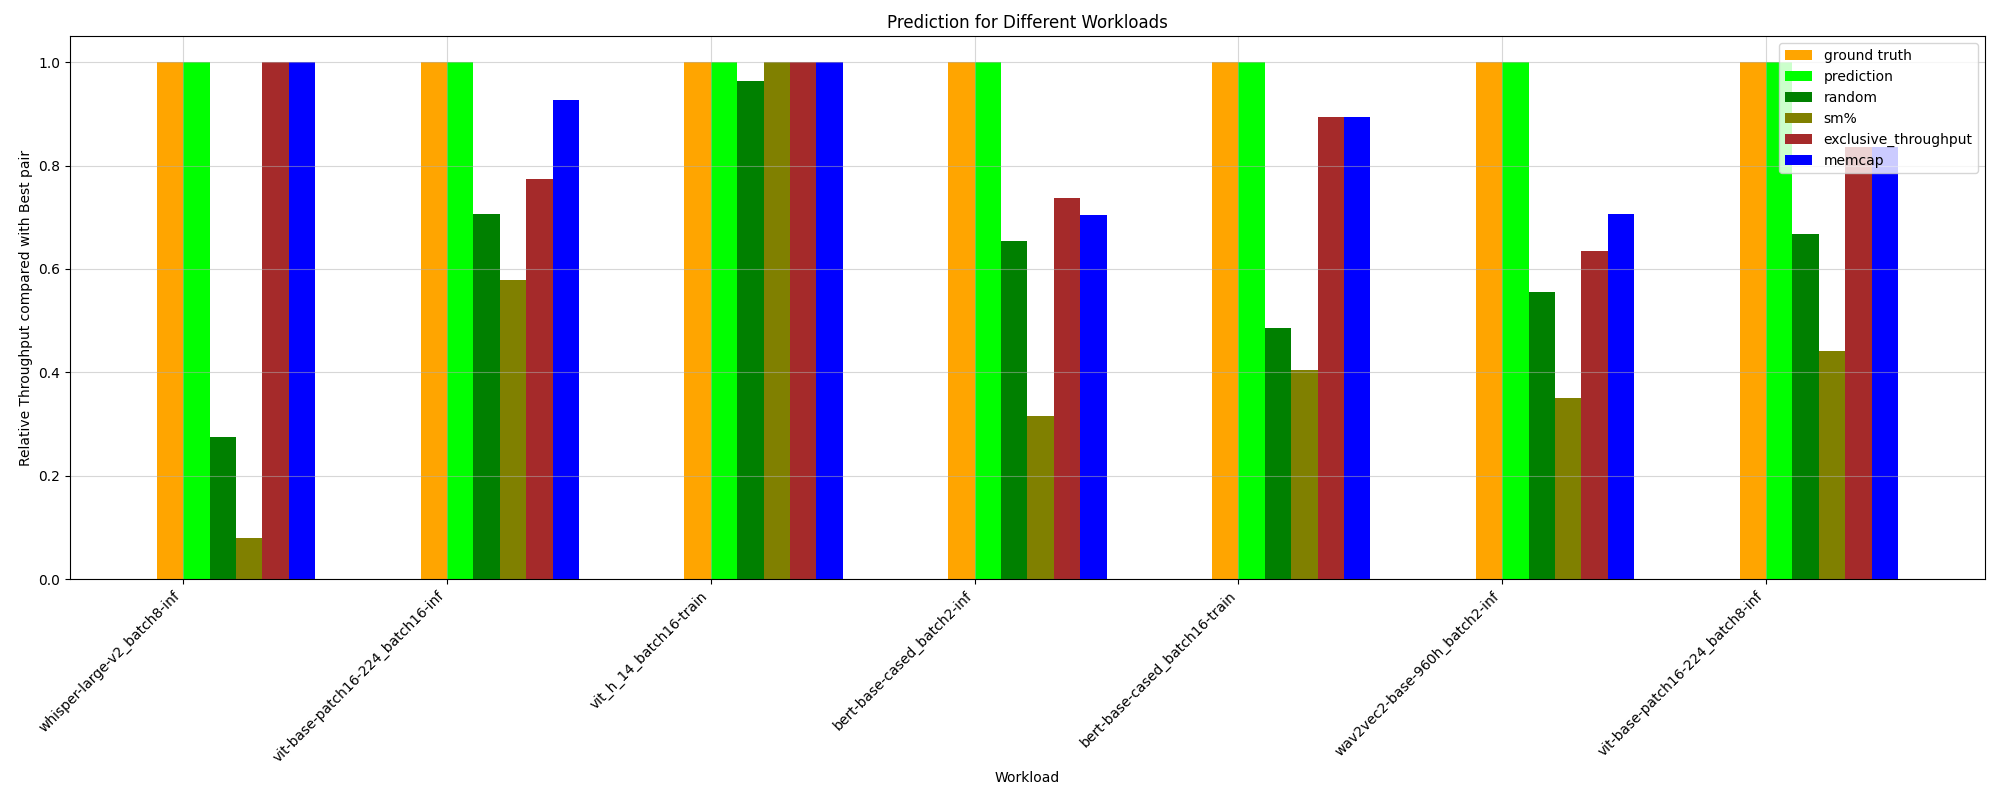 Prediction for Different Workloads
Relative Throughput compared with Best pair
1.0
0.8
0.6
0.4
0.2
0.0
ground truth
prediction
random
sm%
exclusive_throughput
memcap
whisper-large-v2_batch8-inf
vit-base-patch16-224_batch16-inf
vit_h_14_batch16-train
bert-base-cased_batch2-inf
bert-base-cased_batch16-train
wav2vec2-base-960h_batch2-inf
vit-base-patch16-224_batch8-inf
Workload